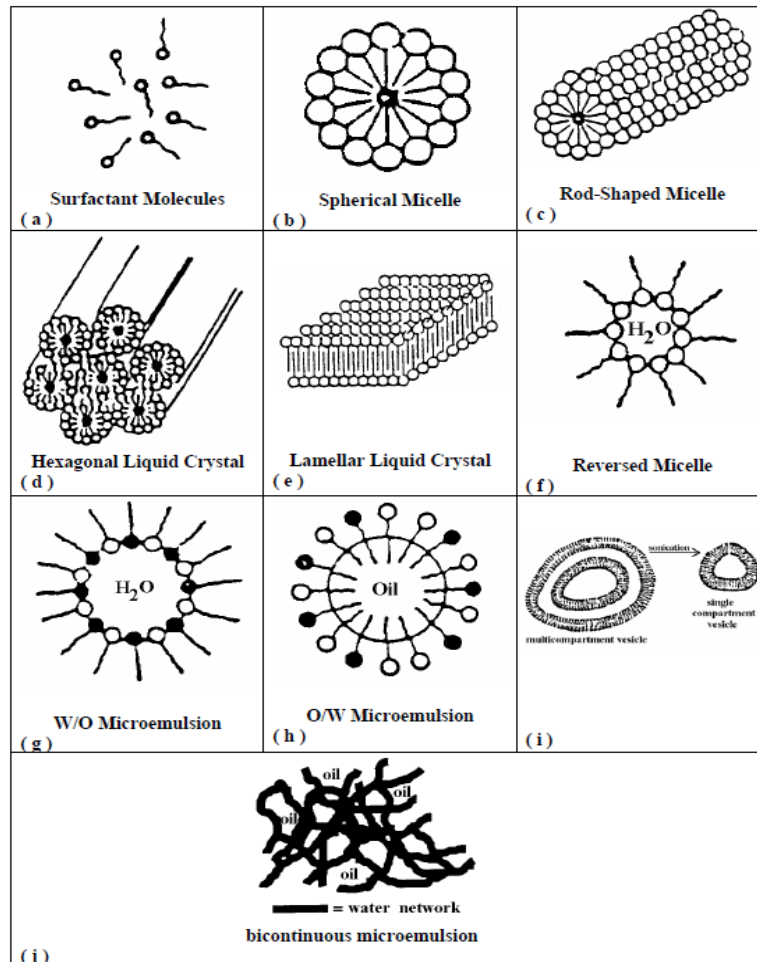 Surfactant Molecules
( a )
Spherical Micelle
( b )
Rod-Shaped Micelle
( c )
Hexagonal Liquid Crystal
( d )
Lamellar Liquid Crystal
( e )
H2O
Reversed Micelle
( f )
H2O
W/O Microemulsion
( g )
Oil
O/W Microemulsion
( h )
sonication
multicompartment vesicle
single
compartment
vesicle
( i )
oil
oil
oil
oil
= water network
bicontinuous microemulsion
( j )